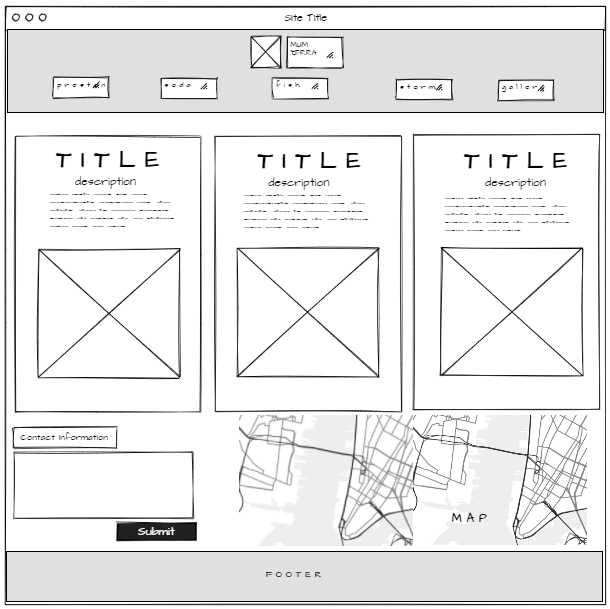 Site Title
MUM
TERRA
protein
soda
fish
storm
gallery
TITLE
description
TITLE
description
TITLE
description
Contact Information
Submit
MAP
FOOTER